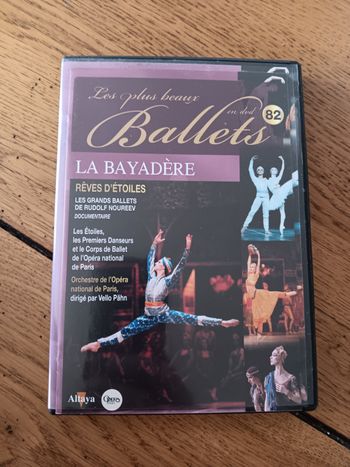 Les plus beaux
en dvd
82
Ballets
LA BAYADÈRE
RÊVES D'ÉTOILES
LES GRANDS BALLETS
DE RUDOLF NOUREEV
DOCUMENTAIRE
Les Étoiles,
les Premiers Danseurs
et le Corps de Ballet
de l'Opéra national
de Paris
Orchestre de l'Opéra
national de Paris,
dirigé par Vello Pähn
Altaya